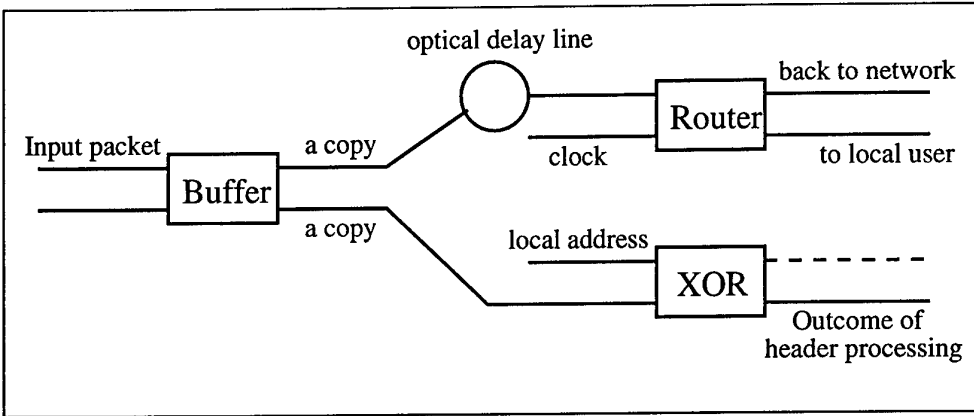 optical delay line
back to network
Router
Input packet
a copy
clock
to local user
Buffer
a copy
local address
XOR
Outcome of
header processing